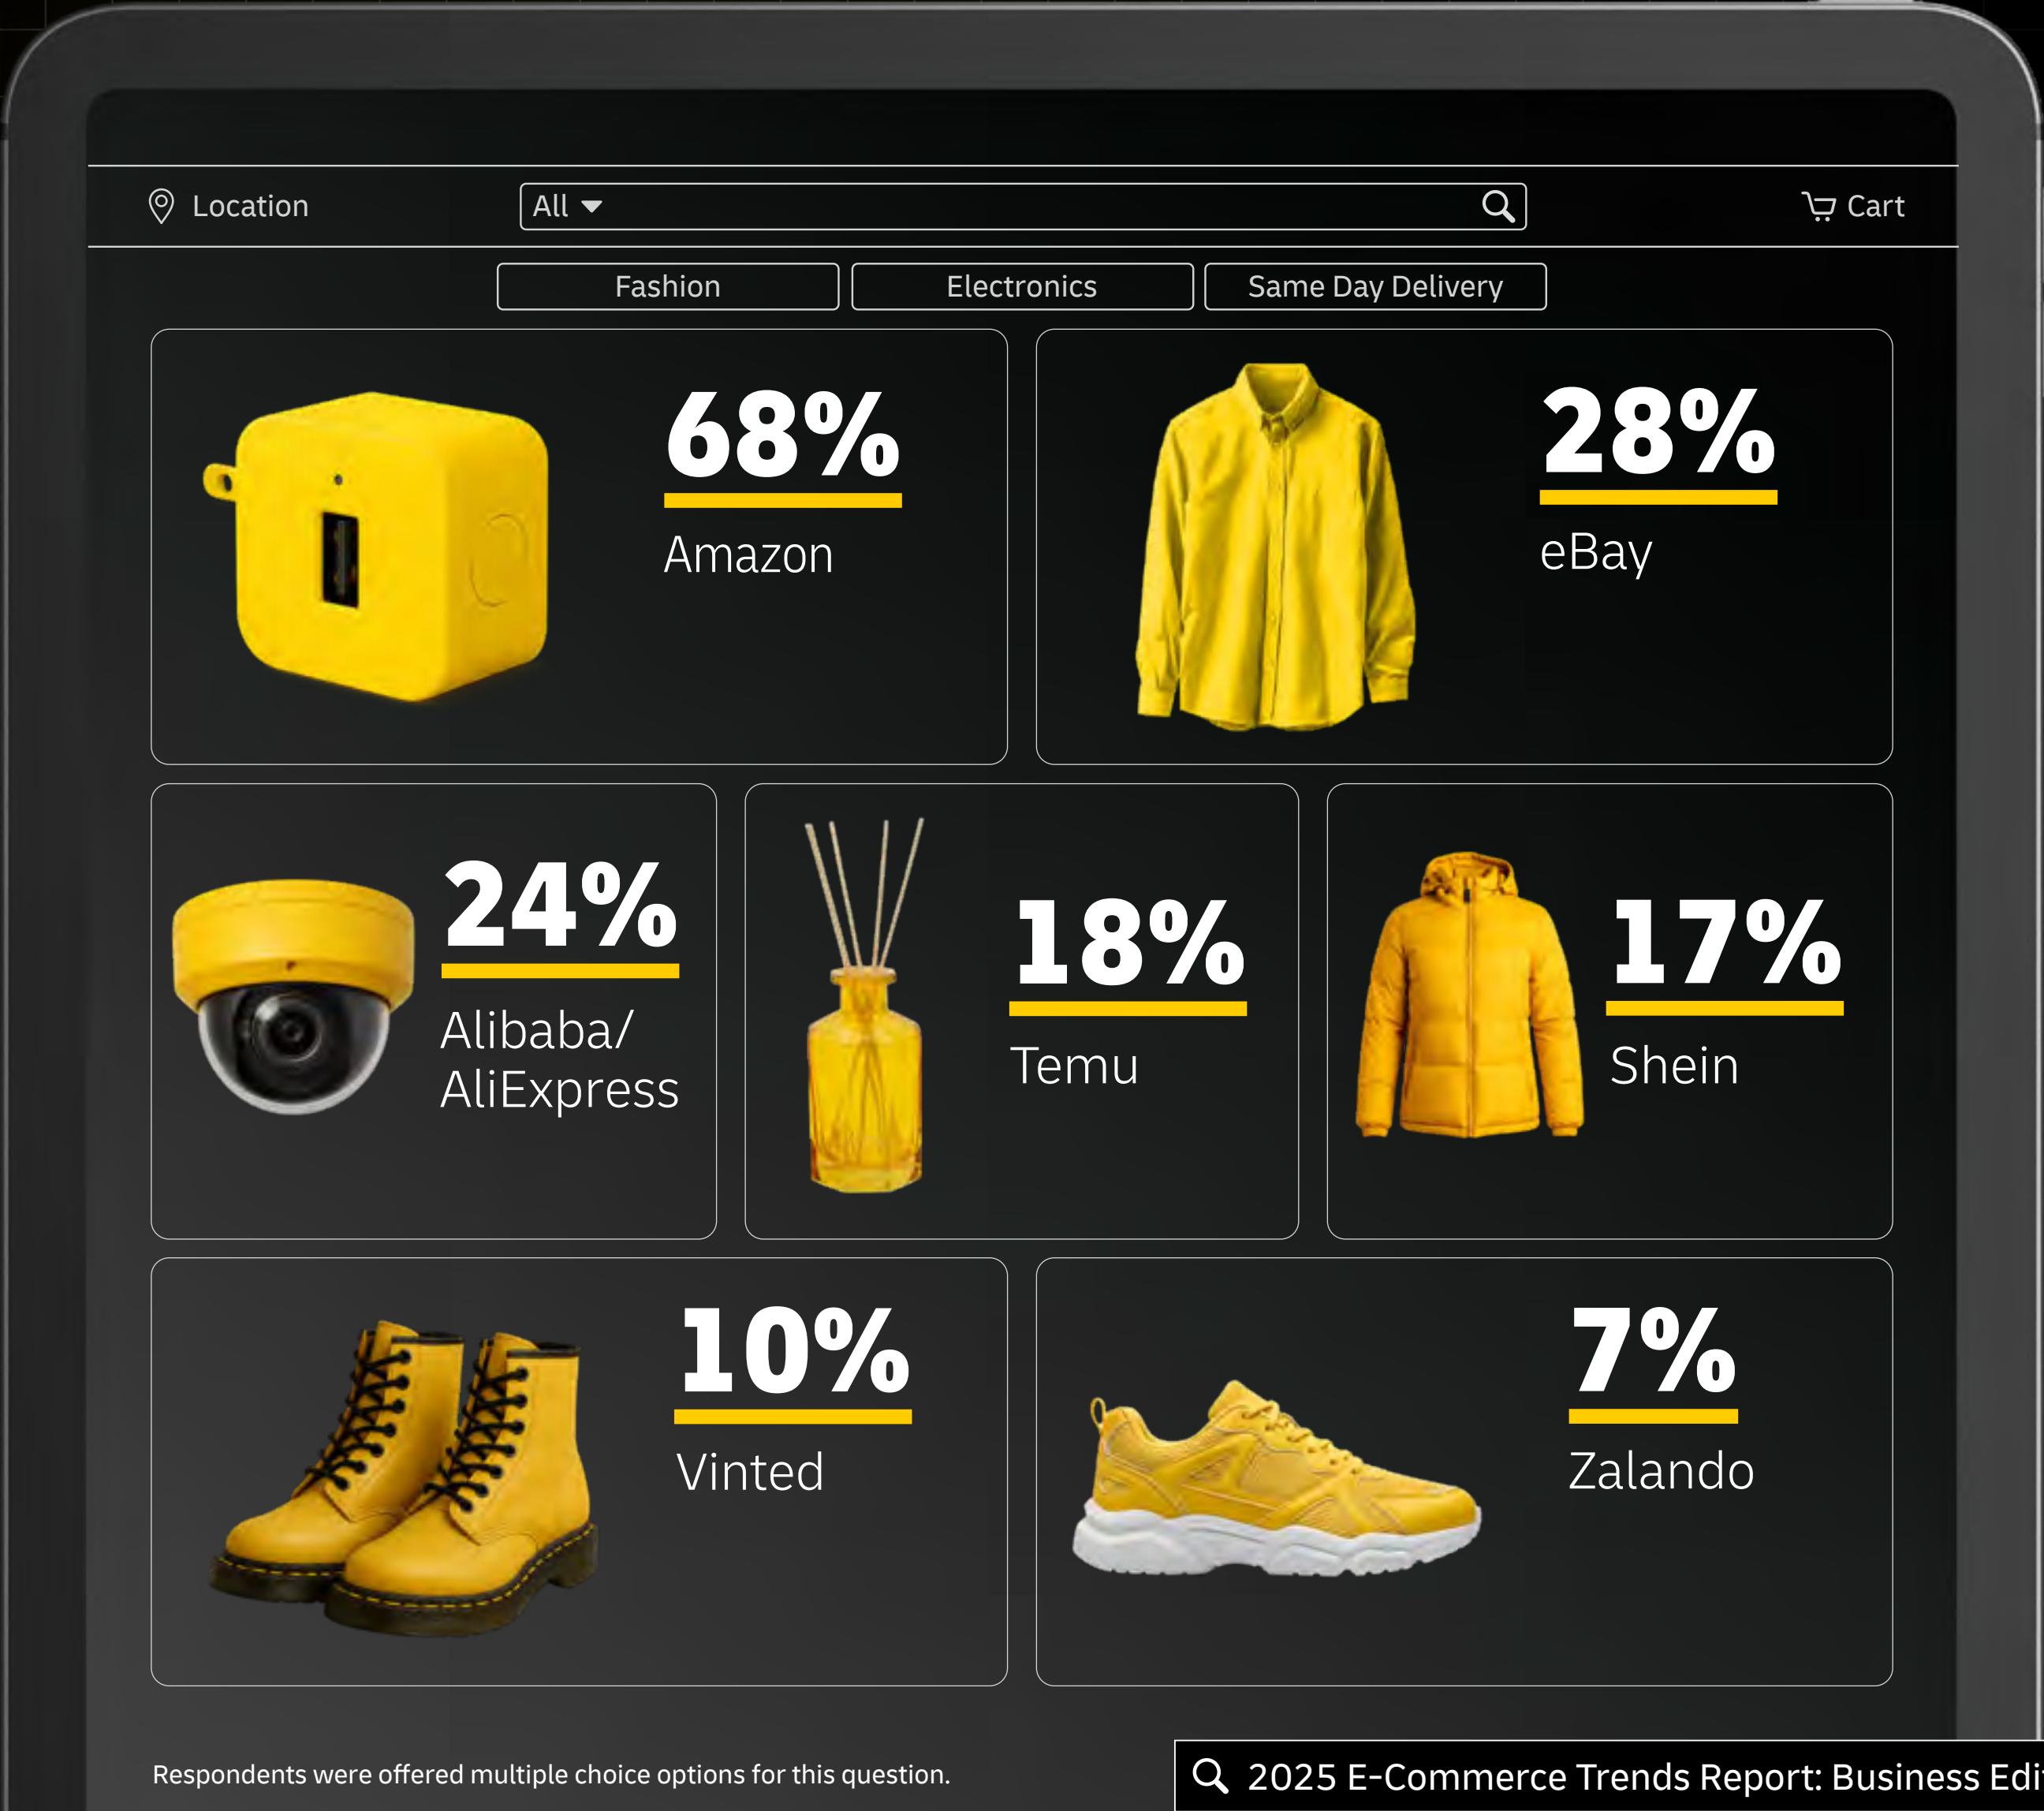 Location
All
Cart
Fashion
Electronics
Same Day Delivery
68%
Amazon
28%
eBay
24%
Alibaba/
AliExpress
18%
Temu
17%
Shein
10%
Vinted
7%
Zalando
Respondents were offered multiple choice options for this question.
2025 E-Commerce Trends Report: Business